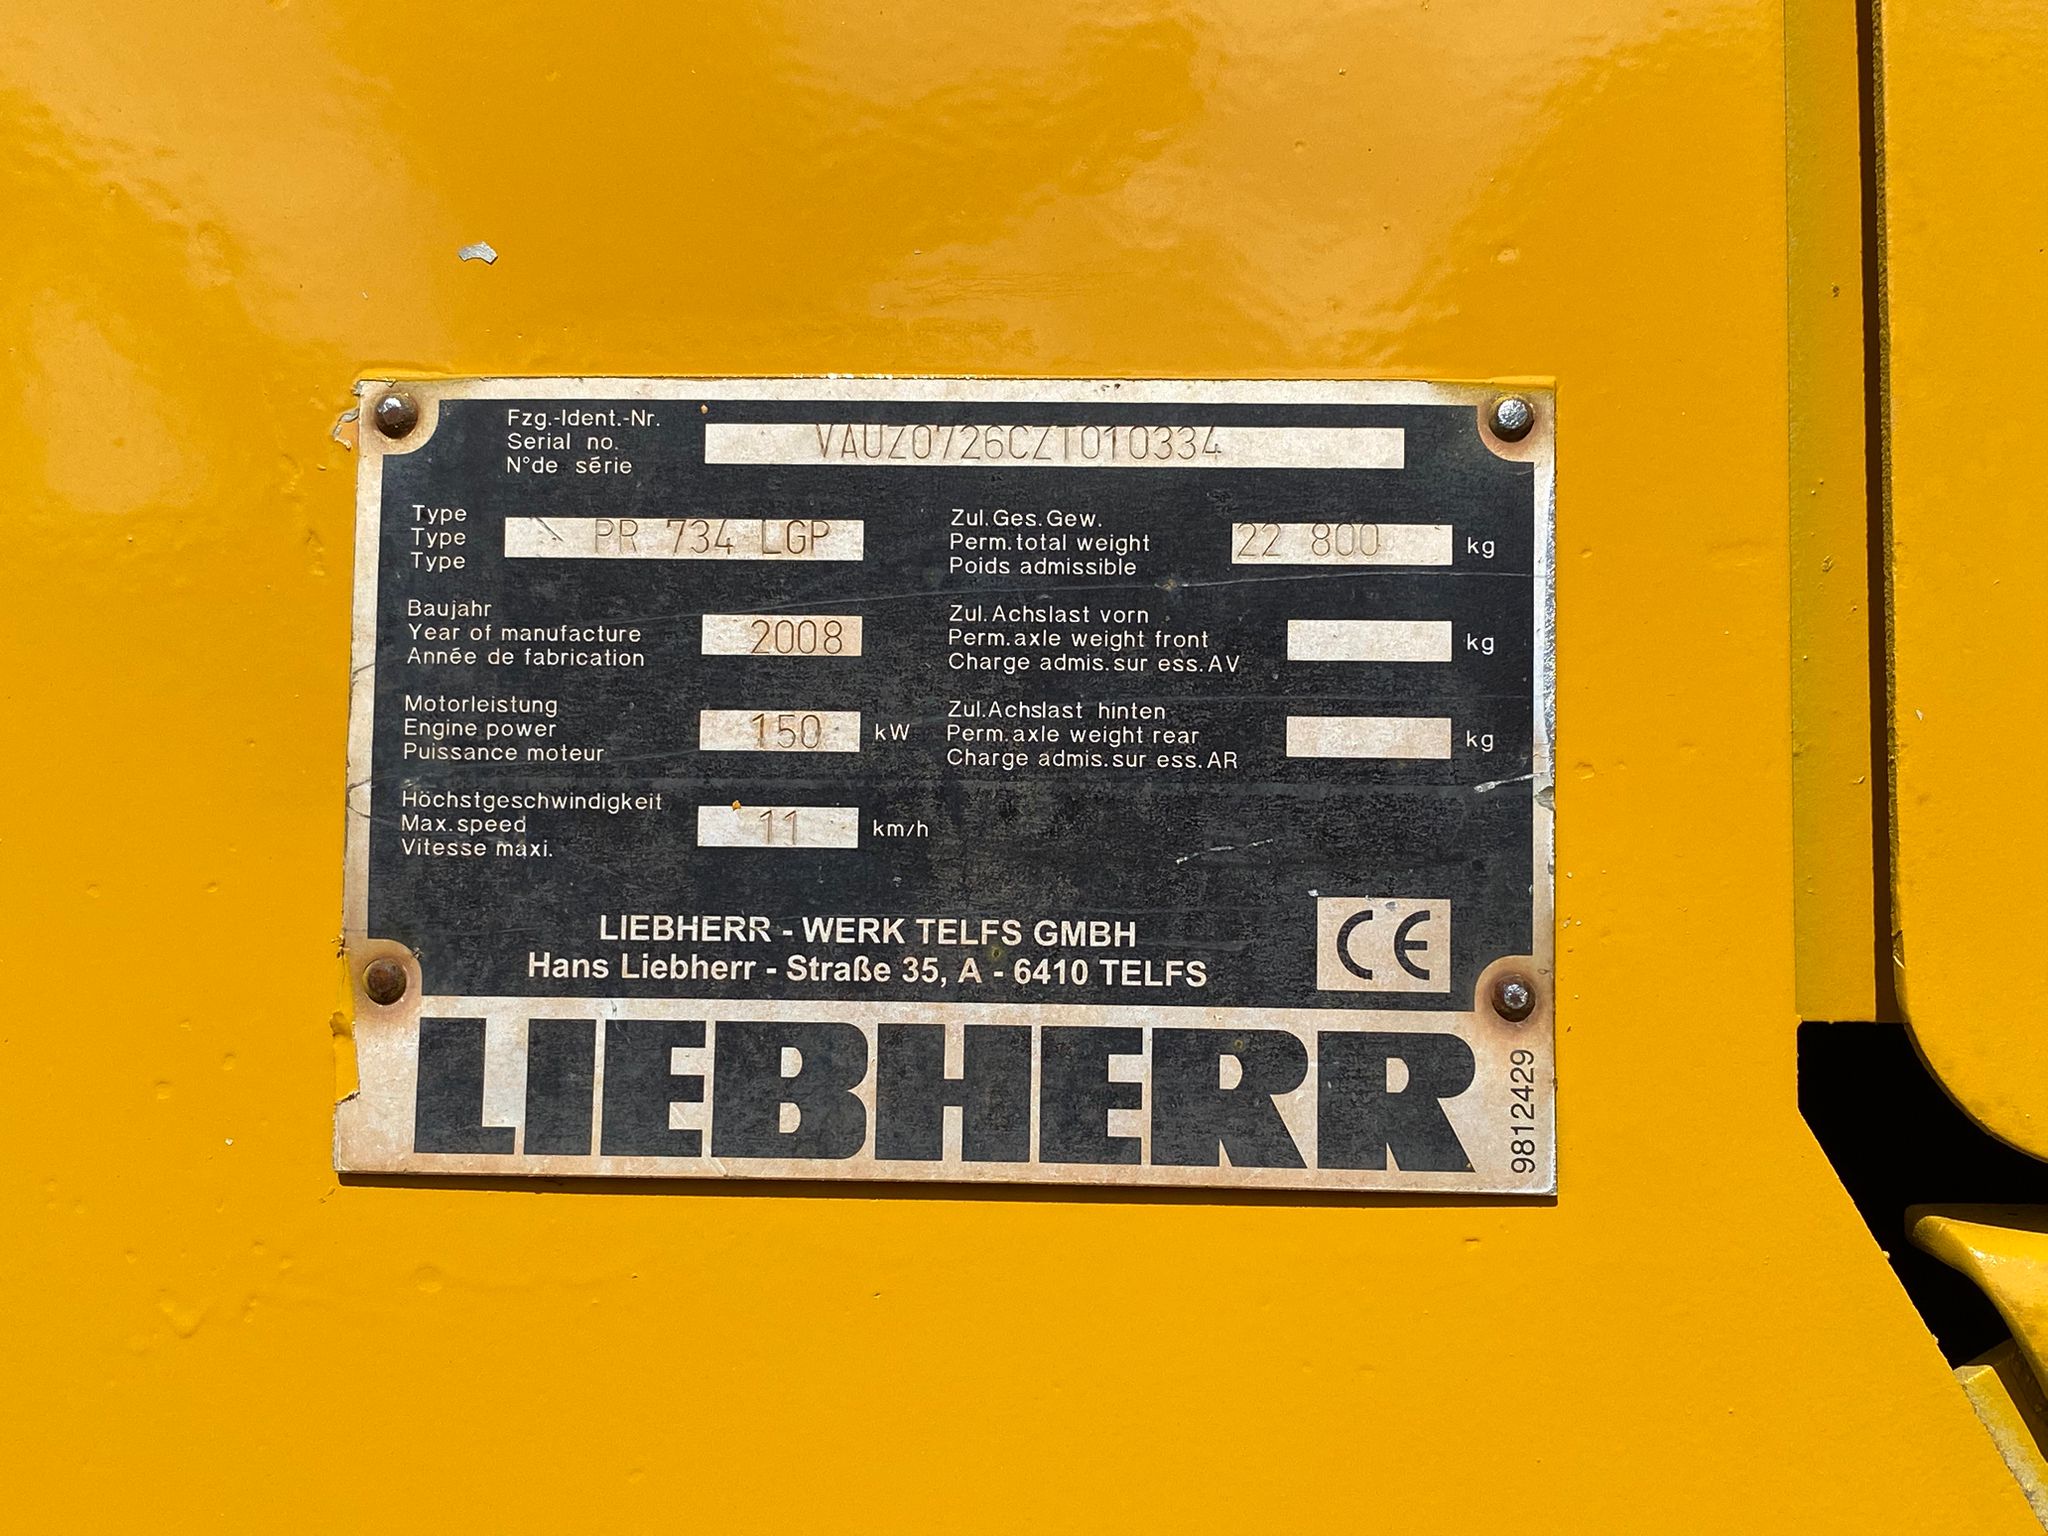 Fzg.-Ident.-Nr.
Serial no.
N°de série
VAUZ0726CZT010334
Type
Type
Type
PR 734 LGP
Zul.Ges.Gew.
Perm.total weight
Poids admissible
22 800 kg
Baujahr
Year of manufacture
Année de fabrication
2008
Zul.Achslast vorn
Perm.axle weight front
Charge admis.sur ess.AV
kg
Motorleistung
Engine power
Puissance moteur
150 kW
Zul.Achslast hinten
Perm.axle weight rear
Charge admis.sur ess.AR
kg
Höchstgeschwindigkeit
Max.speed
Vitesse maxi.
11 km/h
LIEBHERR - WERK TELFS GMBH
Hans Liebherr - Straße 35, A - 6410 TELFS
CE
LIEBHERR
9812429